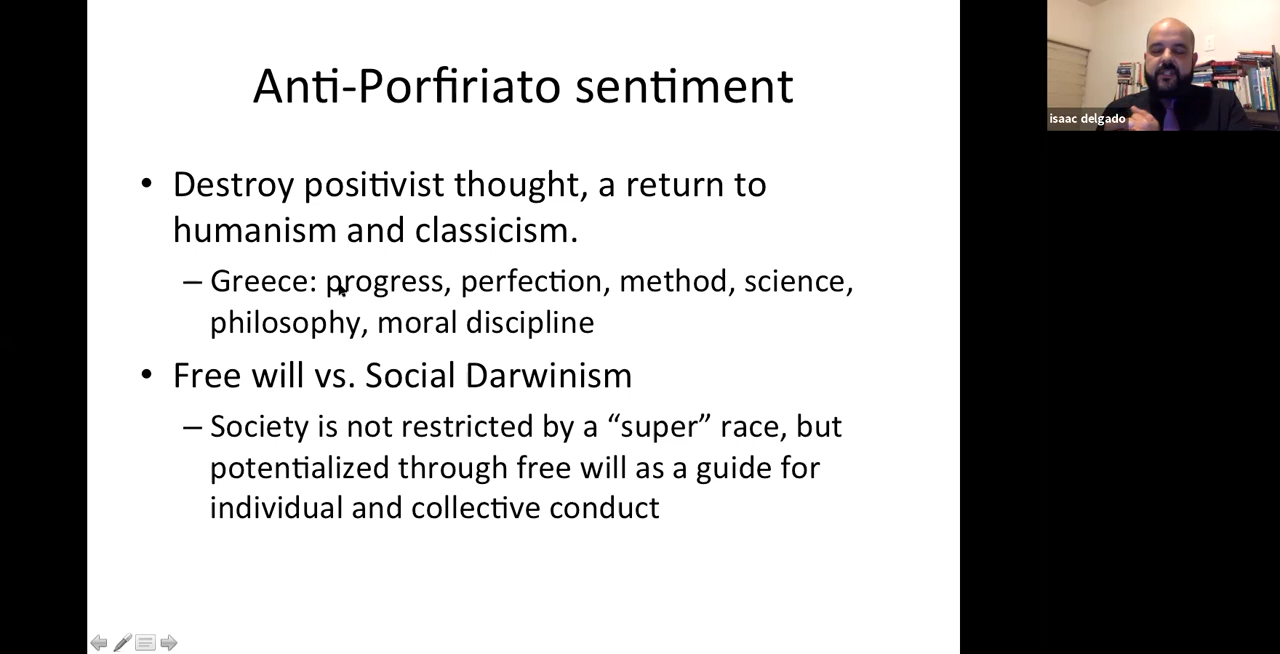 Anti-Porfiriato sentiment
• Destroy positivist thought, a return to
humanism and classicism.
– Greece: progress, perfection, method, science,
philosophy, moral discipline
• Free will vs. Social Darwinism
– Society is not restricted by a “super” race, but
potentialized through free will as a guide for
individual and collective conduct
isaac delgado